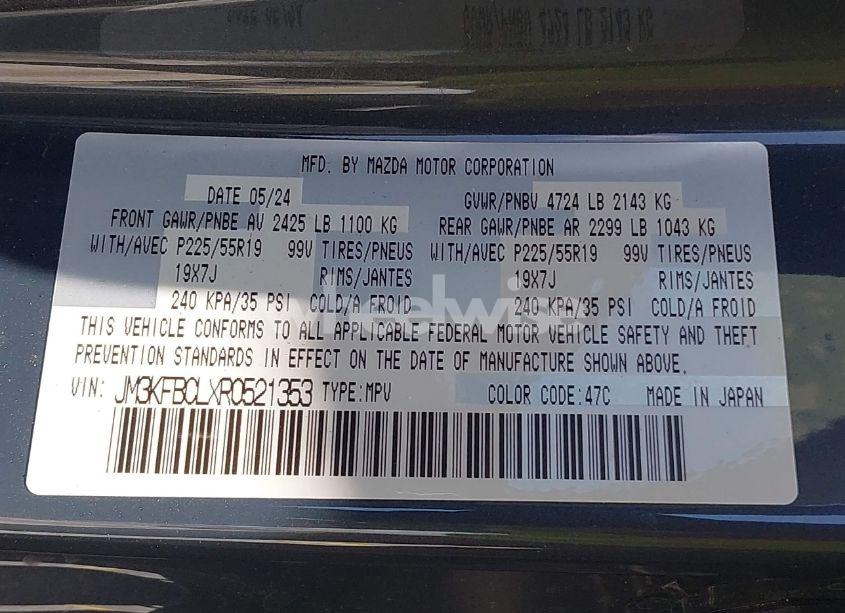 MFD. BY MAZDA MOTOR CORPORATION
DATE 05/24 GVWR/PNBV 4724 LB 2143 KG
FRONT GAWR/PNBE AV 2425 LB 1100 KG REAR GAWR/PNBE AR 2299 LB 1043 KG
WITH/AVEC P225/55R19 99V TIRES/PNEUS WITH/AVEC P225/55R19 99V TIRES/PNEUS
19X7J RIMS/JANTES 19X7J RIMS/JANTES
240 KPA/35 PSI COLD/A FROID 240 KPA/35 PSI COLD/A FROID
wheelwise
THIS VEHICLE CONFORMS TO ALL APPLICABLE FEDERAL MOTOR VEHICLE SAFETY AND THEFT
PREVENTION STANDARDS IN EFFECT ON THE DATE OF MANUFACTURE SHOWN ABOVE.
VIN: JM3KFBCLXR0521353 TYPE:MPV COLOR CODE:47C MADE IN JAPAN